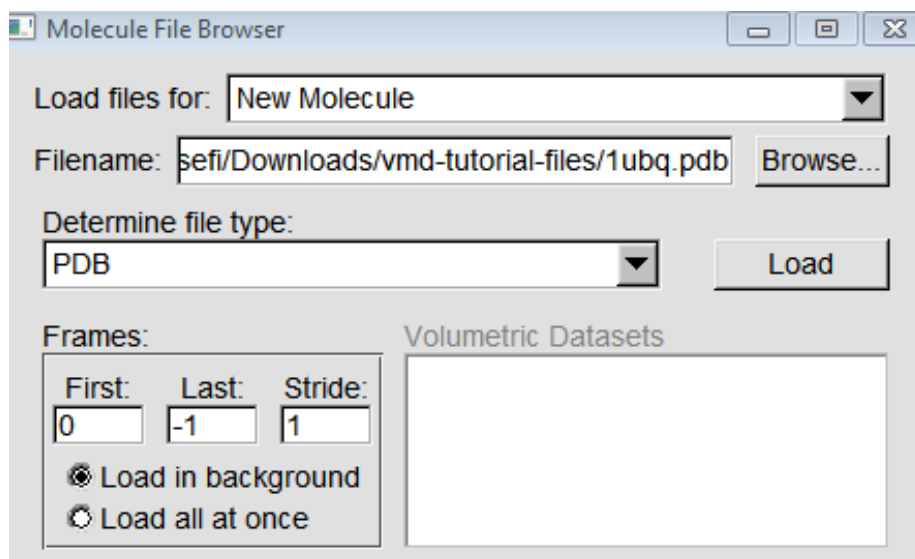 Molecule File Browser
Load files for: New Molecule
Filename: sefi/Downloads/vmd-tutorial-files/1ubq.pdb Browse...
Determine file type:
PDB Load
Frames: Volumetric Datasets
First: Last: Stride:
0 -1 1
Load in background
Load all at once